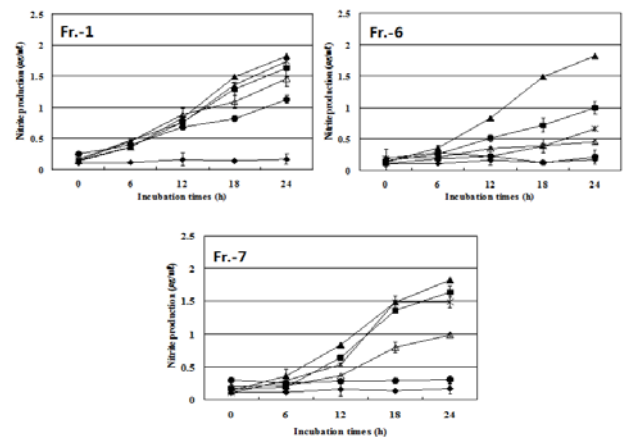 Fr.-1
Nitrite production (㎍/㎖)
2.5
2
1.5
1
0.5
0
0 6 12 18 24
Incubation times (h)
Fr.-6
Nitrite production (㎍/㎖)
2.5
2
1.5
1
0.5
0
0 6 12 18 24
Incubation times (h)
Fr.-7
Nitrite production (㎍/㎖)
2.5
2
1.5
1
0.5
0
0 6 12 18 24
Incubation times (h)